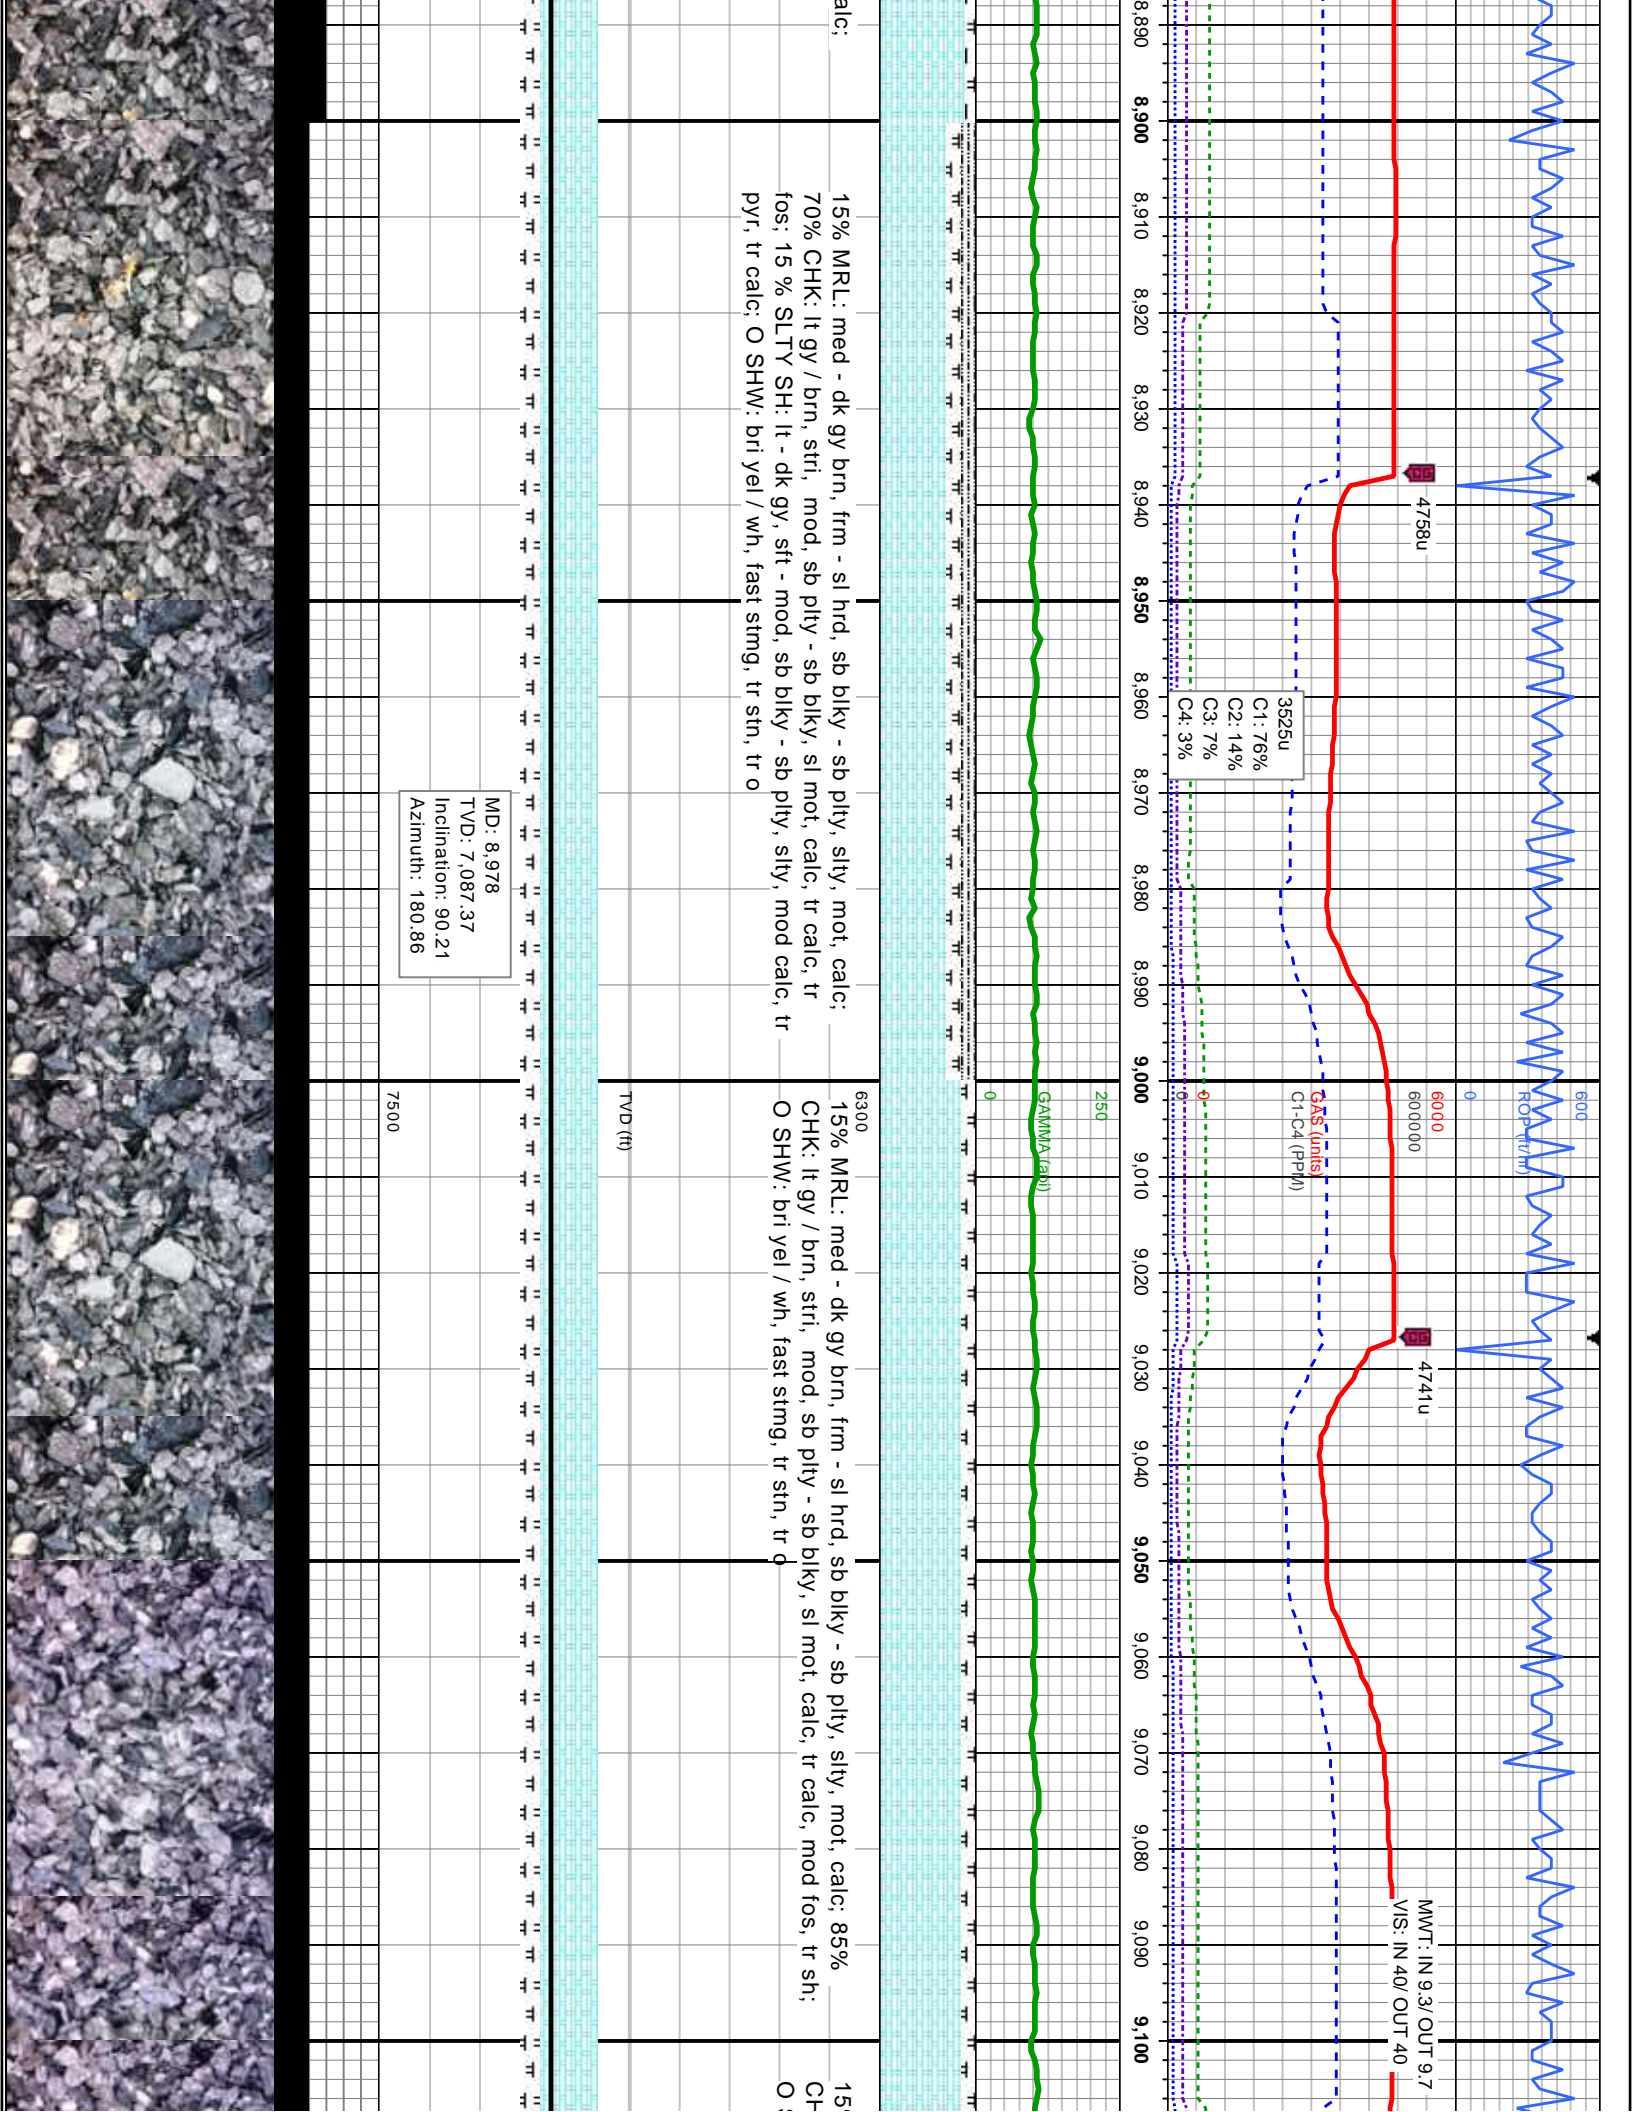 alc;
15% MRL: med - dk gy brn, frm - sl hrd, sb blky - sb plty, slty, mot, calc;
70% CHK: lt gy / brn, stri,  mod, sb plty - sb blky, sl mot, calc, tr calc, tr
fos; 15 % SLTY SH: lt - dk gy, sft - mod, sb blky - sb plty, slty, mod calc, tr
pyr, tr calc; O SHW: bri yel / wh, fast stmg, tr stn, tr o
MD: 8,978
TVD: 7,087.37
Inclination: 90.21
Azimuth: 180.86
6300
TVD (ft)
7500
15% MRL: med - dk gy brn, frm - sl hrd, sb blky - sb plty, slty, mot, calc; 85%
CHK: lt gy / brn, stri,  mod, sb plty - sb blky, sl mot, calc, tr calc, mod fos, tr sh;
O SHW: bri yel / wh, fast stmg, tr stn, tr o
15
CH
O S
0
GAMMA (api)
250
8,890
8,900
8,910
8,920
8,930
8,940
8,950
8,960
8,970
8,980
8,990
9,000
9,010
9,020
9,030
9,040
9,050
9,060
9,070
9,080
9,090
9,100
CG
4758u
3525u
C1: 76%
C2: 14%
C3: 7%
C4: 3%
0
ROP (ft/hr)
600
6000
600000
GAS (units)
C1-C4 (PPM)
0
0
CG
4741u
MWT: IN 9.3/ OUT 9.7
VIS: IN 40/ OUT 40